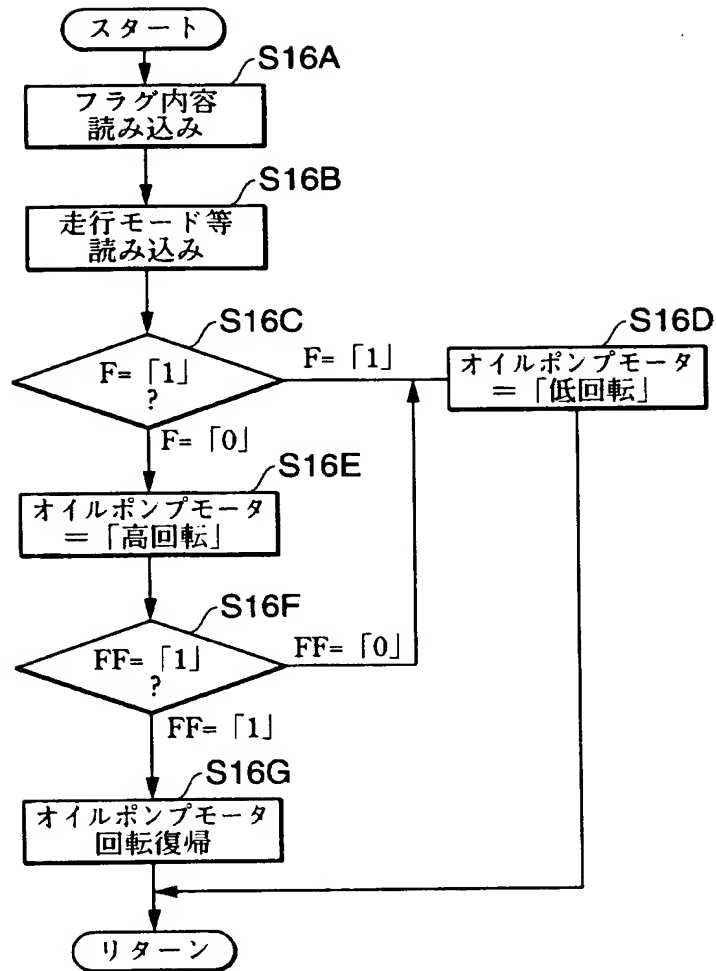 スタート
S16A
フラグ内容
読み込み
S16B
走行モード等
読み込み
S16C
F=「1」
?
F=「1」
S16D
オイルポンプモータ
=「低回転」
F=「0」
S16E
オイルポンプモータ
=「高回転」
S16F
FF=「1」
?
FF=「0」
FF=「1」
S16G
オイルポンプモータ
回転復帰
リターン